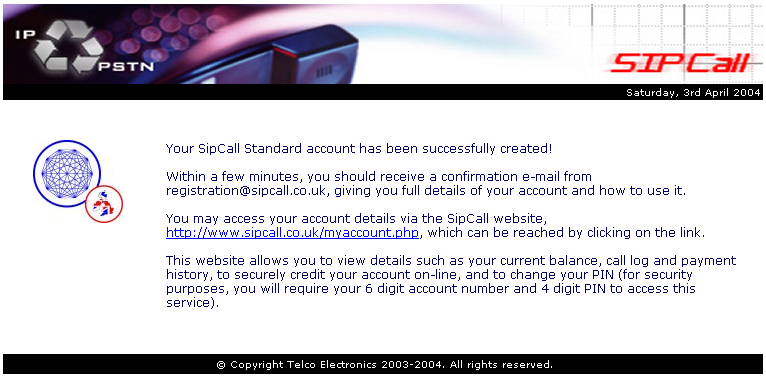 IP
PSTN
SIPCall
Saturday, 3rd April 2004
Your SipCall Standard account has been successfully created!
Within a few minutes, you should receive a confirmation e-mail from
registration@sipcall.co.uk, giving you full details of your account and how to use it.
You may access your account details via the SipCall website,
http://www.sipcall.co.uk/myaccount.php, which can be reached by clicking on the link.
This website allows you to view details such as your current balance, call log and payment
history, to securely credit your account on-line, and to change your PIN (for security
purposes, you will require your 6 digit account number and 4 digit PIN to access this
service).
© Copyright Telco Electronics 2003-2004. All rights reserved.